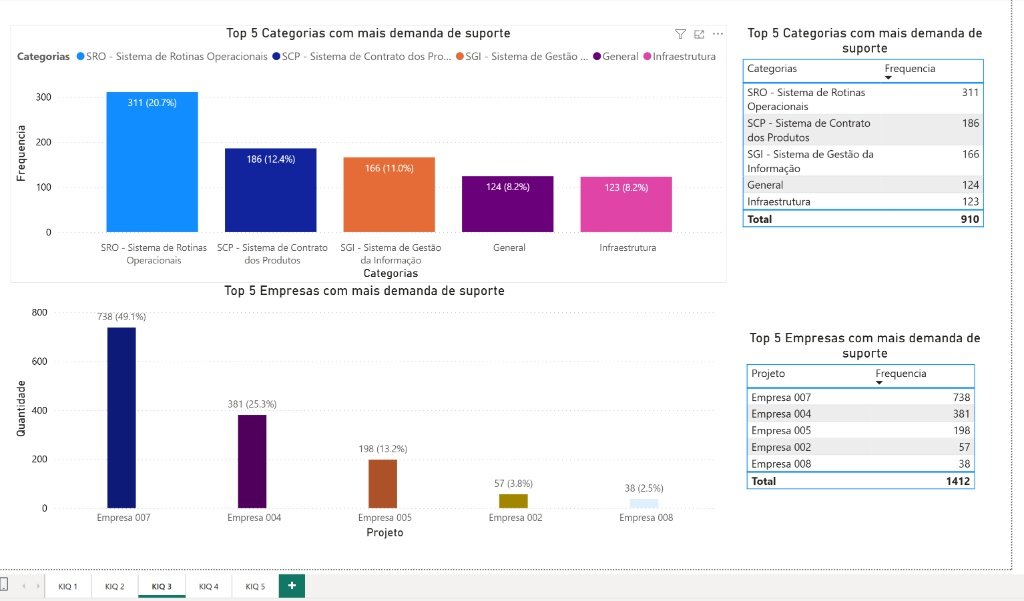 Top 5 Categorias com mais demanda de suporte
Categorias SRO - Sistema de Rotinas Operacionais SCP - Sistema de Contrato dos Pro... SGI - Sistema de Gestão ... General Infraestrutura
Frequencia
300
200
100
0
311 (20.7%)
186 (12.4%)
166 (11.0%)
124 (8.2%)
123 (8.2%)
SRO - Sistema de Rotinas
Operacionais
SCP - Sistema de Contrato
dos Produtos
SGI - Sistema de Gestão
da Informação
General
Infraestrutura
Categorias
Top 5 Categorias com mais demanda de
suporte
Categorias Frequencia
SRO - Sistema de Rotinas
Operacionais 311
SCP - Sistema de Contrato
dos Produtos 186
SGI - Sistema de Gestão da
Informação 166
General 124
Infraestrutura 123
Total 910
Top 5 Empresas com mais demanda de suporte
Quantidade
800
600
400
200
0
738 (49.1%)
381 (25.3%)
198 (13.2%)
57 (3.8%)
38 (2.5%)
Empresa 007
Empresa 004
Empresa 005
Empresa 002
Empresa 008
Projeto
Top 5 Empresas com mais demanda de
suporte
Projeto Frequencia
Empresa 007 738
Empresa 004 381
Empresa 005 198
Empresa 002 57
Empresa 008 38
Total 1412
KIQ 1 KIQ 2 KIQ 3 KIQ 4 KIQ 5 +